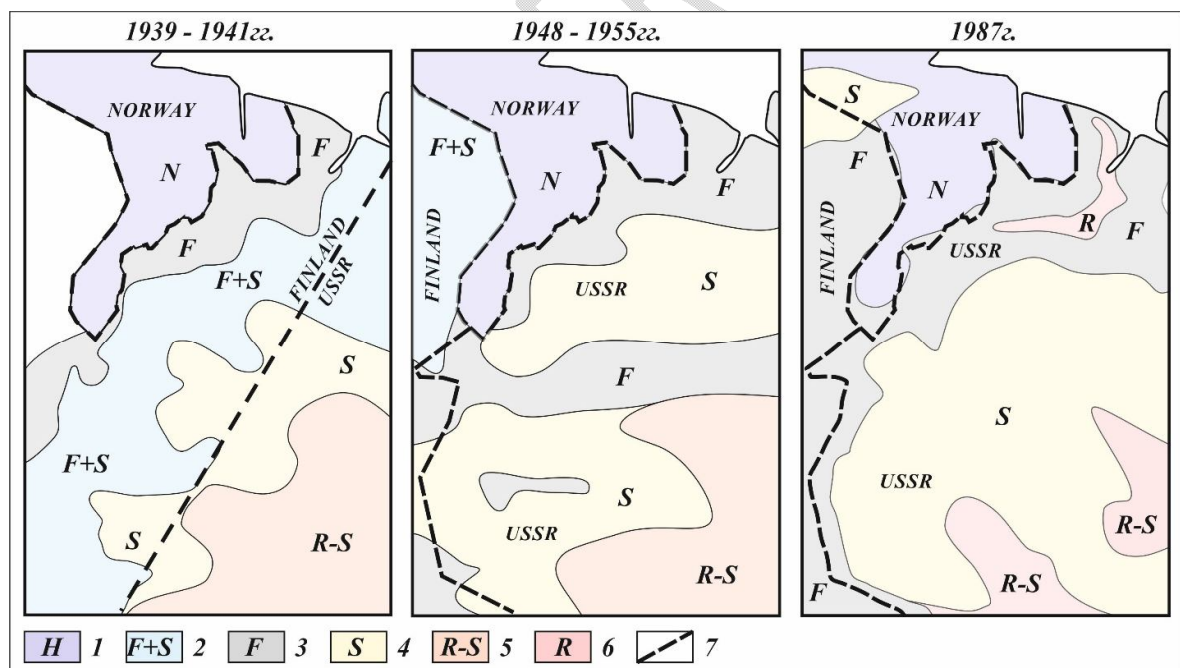 1939 - 1941гг.
1948 - 1955гг.
1987г.
NORWAY
F
N
F
F+S
FINLAND
USSR
S
F+S
S
R-S
NORWAY
F+S
N
F
FINLAND
USSR
S
F
S
USSR
R-S
S
NORWAY
F
N
R
F
USSR
FINLAND
S
USSR
R-S
R-S
F
H 1 F+S 2 F 3 S 4 R-S 5 R 6 7